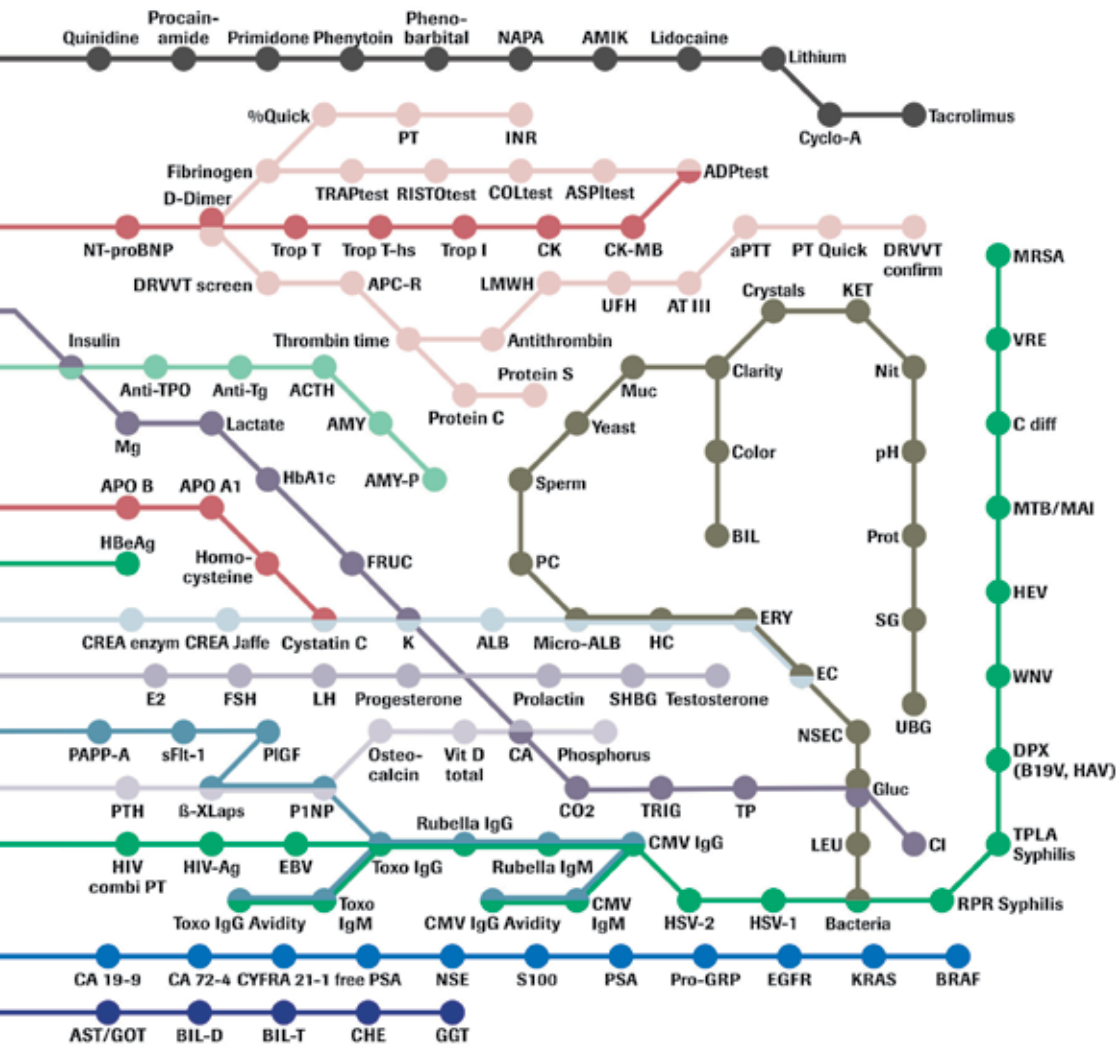 Procain-
Pheno-
Quinidine
amide
Primidone
Phenytoin
barbital
NAPA
AMIK
Lidocaine
Lithium
Cyclo-A
Tacrolimus
%Quick
PT
INR
Fibrinogen
TRAPtest
RISTOtest
COLtest
ASPItest
ADPtest
D-Dimer
NT-proBNP
Trop T
Trop T-hs
Trop I
CK
CK-MB
aPTT
PT Quick
DRVVT
confirm
MRSA
DRVVT screen
APC-R
LMWH
UFH
AT III
Crystals
KET
Insulin
Thrombin time
Antithrombin
VRE
Anti-TPO
Anti-Tg
ACTH
Protein S
Muc
Clarity
Nit
Protein C
Mg
Lactate
AMY
Yeast
C diff
HbA1c
AMY-P
Sperm
Color
pH
APO B
APO A1
MTB/MAI
HBeAg
Homo-
cysteine
FRUC
PC
BIL
Prot
HEV
CREA enzym
CREA Jaffe
Cystatin C
K
ALB
Micro-ALB
HC
ERY
SG
E2
FSH
LH
Progesterone
Prolactin
SHBG
Testosterone
EC
WNV
UBG
PAPP-A
sFlt-1
PlGF
Osteo-
calcin
Vit D
total
CA
Phosphorus
NSEC
DPX
(B19V, HAV)
PTH
ß-XLaps
P1NP
CO2
TRIG
TP
Gluc
HIV
combi PT
HIV-Ag
EBV
Toxo IgG
Rubella IgG
Rubella IgM
CMV IgG
LEU
CI
TPLA
Syphilis
Toxo IgG Avidity
Toxo
IgM
CMV IgG Avidity
CMV
IgM
HSV-2
HSV-1
Bacteria
RPR Syphilis
CA 19-9
CA 72-4
CYFRA 21-1
free PSA
NSE
S100
PSA
Pro-GRP
EGFR
KRAS
BRAF
AST/GOT
BIL-D
BIL-T
CHE
GGT